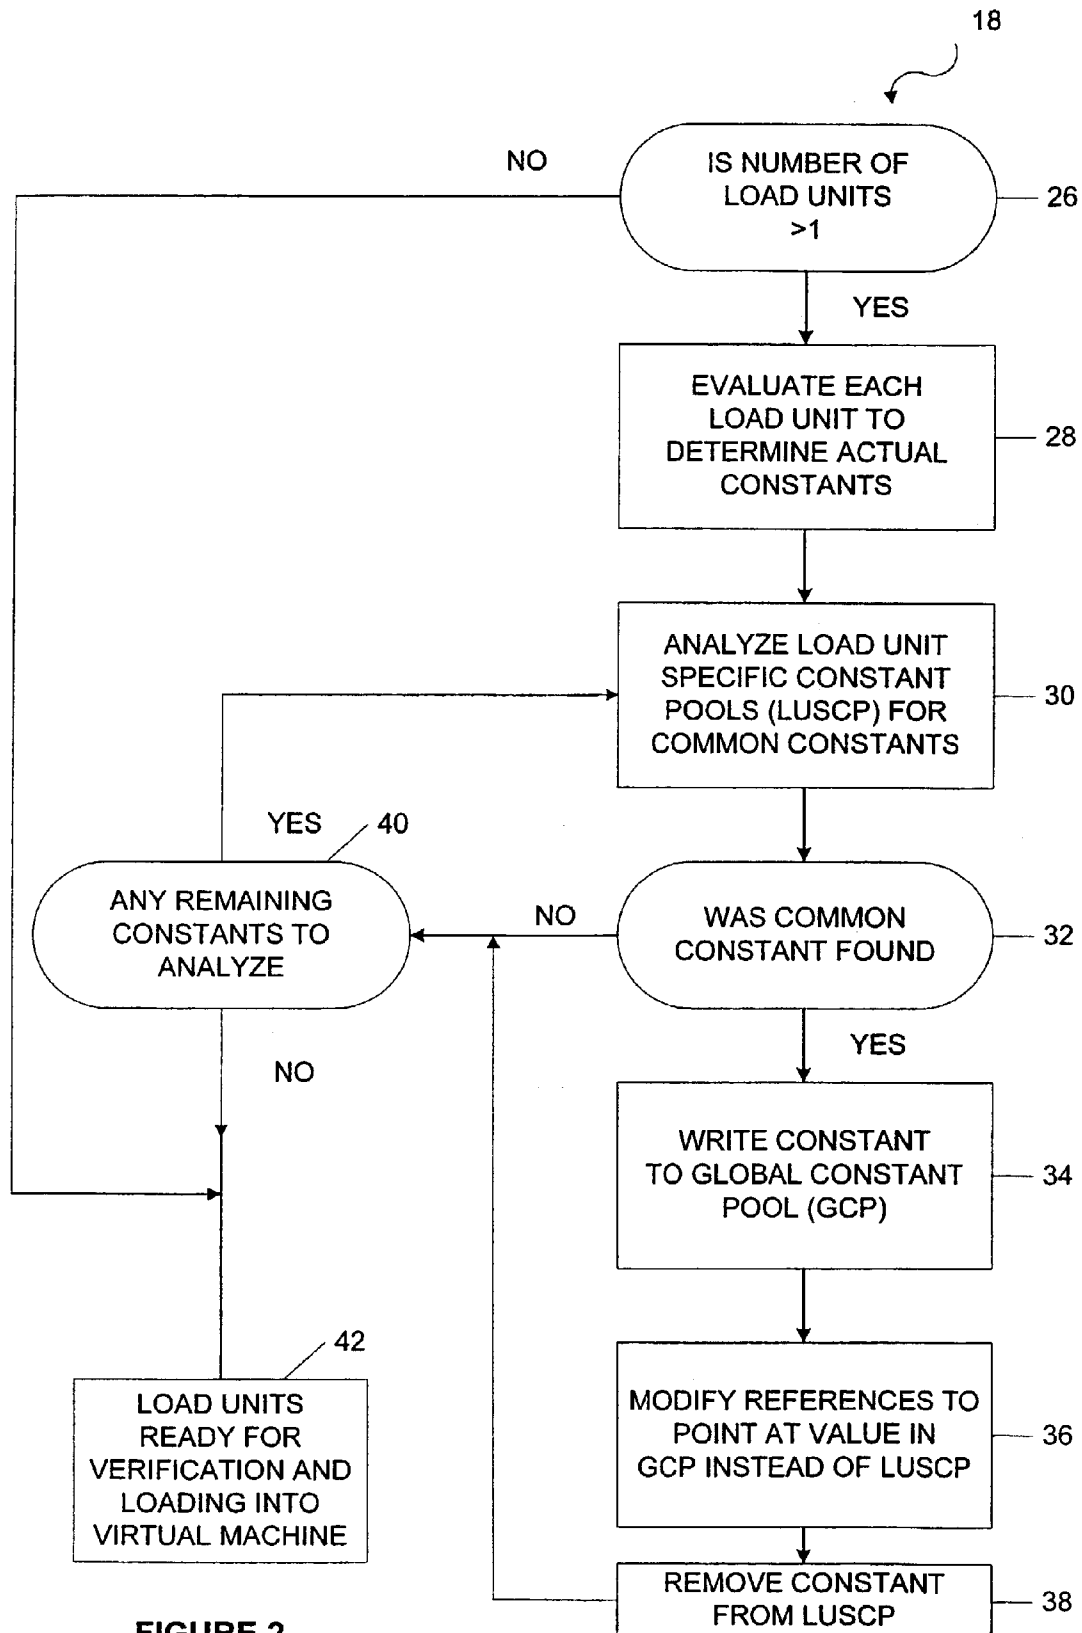 18
NO
IS NUMBER OF
LOAD UNITS
>1
26
YES
EVALUATE EACH
LOAD UNIT TO
DETERMINE ACTUAL
CONSTANTS
28
ANALYZE LOAD UNIT
SPECIFIC CONSTANT
POOLS (LUSCP) FOR
COMMON CONSTANTS
30
YES
40
ANY REMAINING
CONSTANTS TO
ANALYZE
NO
WAS COMMON
CONSTANT FOUND
32
YES
NO
WRITE CONSTANT
TO GLOBAL CONSTANT
POOL (GCP)
34
42
LOAD UNITS
READY FOR
VERIFICATION AND
LOADING INTO
VIRTUAL MACHINE
MODIFY REFERENCES TO
POINT AT VALUE IN
GCP INSTEAD OF LUSCP
36
REMOVE CONSTANT
FROM LUSCP
38
FIGURE 2